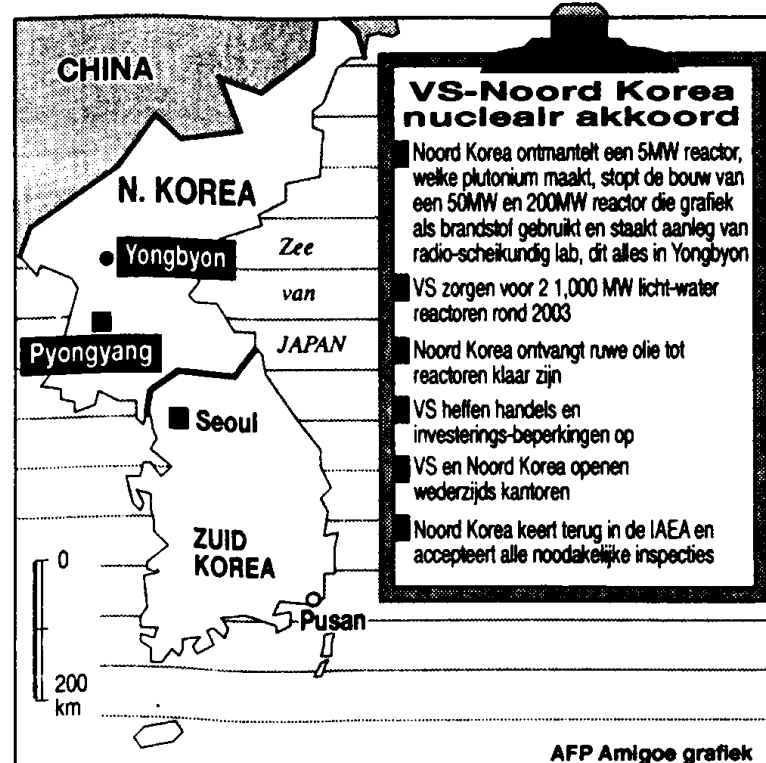 CHINA
N. KOREA
Yongbyon
Pyongyang
Zee
van
JAPAN
Seoul
ZUID
KOREA
Pusan
0
200
km
VS-Noord Korea
nucleair akkoord
Noord Korea ontmantelt een 5MW reactor,
welke plutonium maakt, stopt de bouw van
een 50MW en 200MW reactor die grafiek
als brandstof gebruikt en staakt aanleg van
radio-scheikundig lab, dit alles in Yongbyon
VS zorgen voor 2 1,000 MW licht-water
reactoren rond 2003
Noord Korea ontvangt ruwe olie tot
reactoren klaar zijn
VS heffen handels en
investerings-beperkingen op
VS en Noord Korea openen
wederzijds kantoren
Noord Korea keert terug in de IAEA en
accepteert alle noodakelijke inspecties
AFP Amigoe grafiek